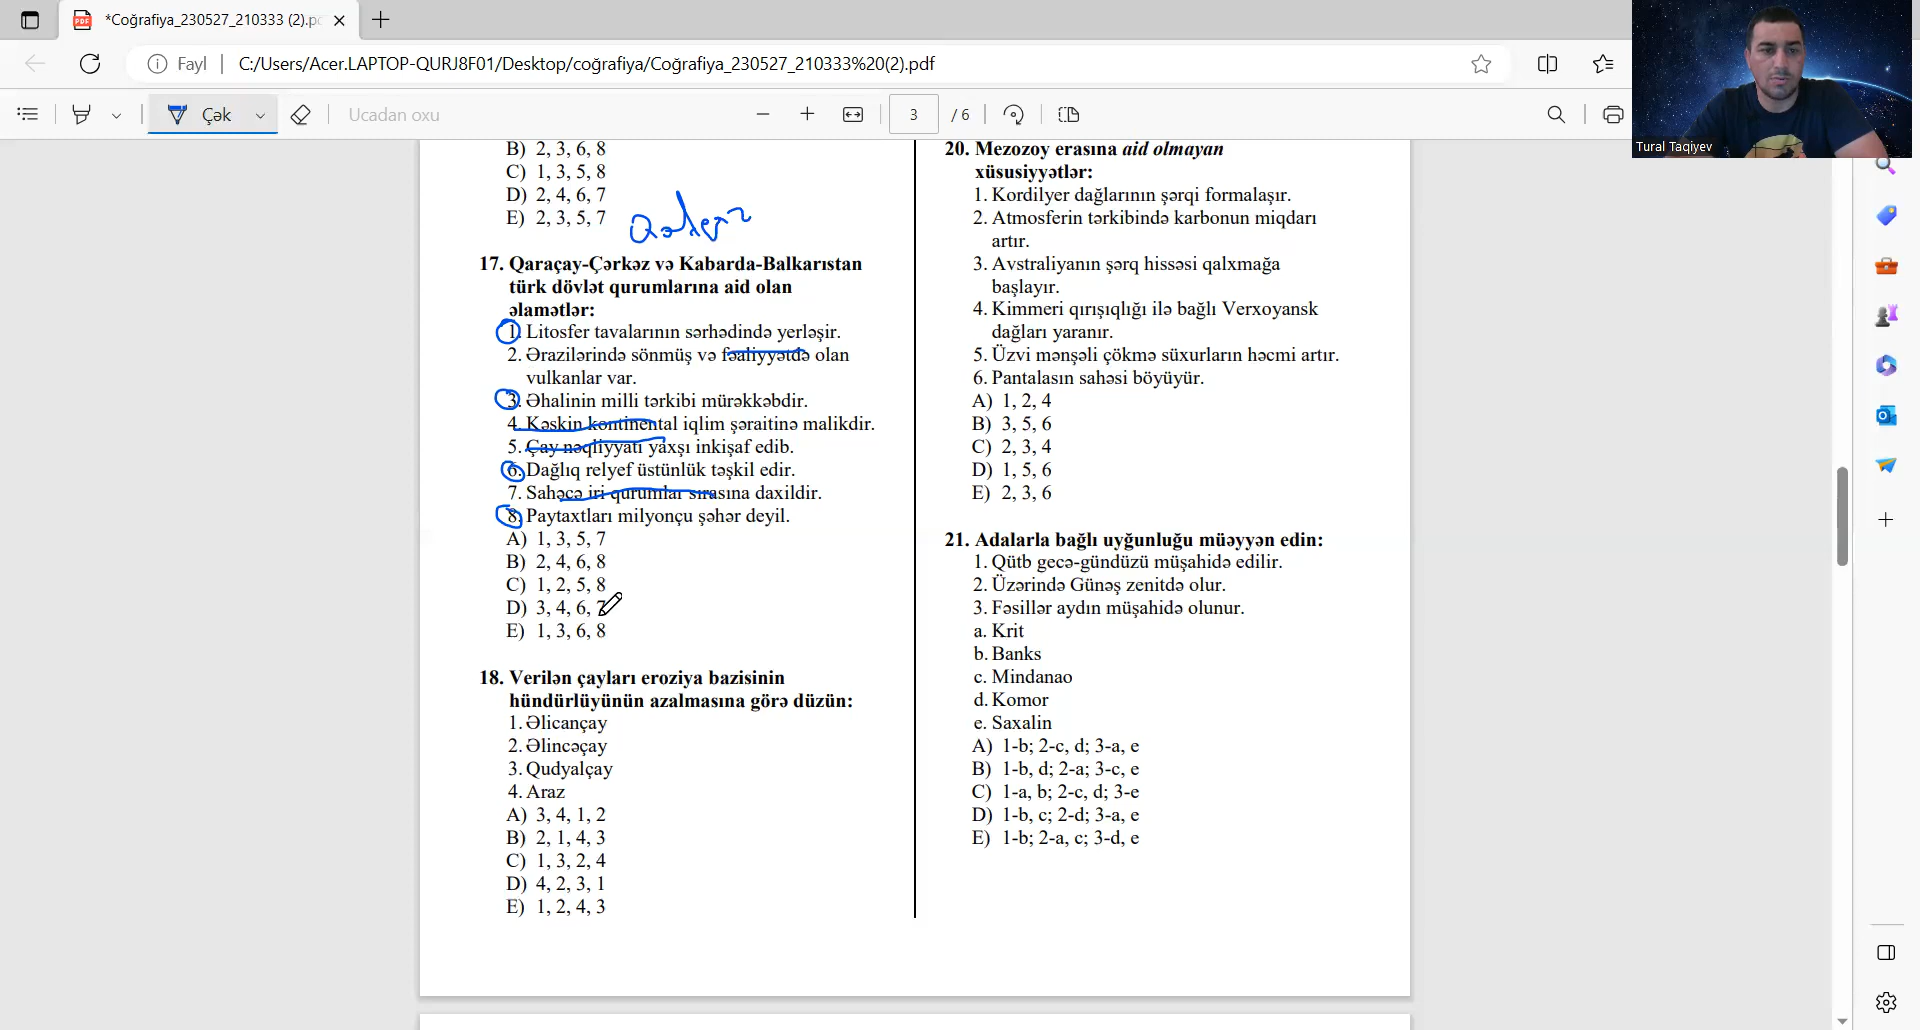 *Coğrafiya_230527_210333 (2).pd
Fayl
C:/Users/Acer.LAPTOP-QURJ8F01/Desktop/coğrafiya/Coğrafiya_230527_210333%20(2).pdf
Çək
Ucadan oxu
3 / 6
Tural Taqiyev
B) 2, 3, 6, 8
C) 1, 3, 5, 8
D) 2, 4, 6, 7
E) 2, 3, 5, 7
17. Qaraçay-Çərkəz və Kabarda-Balkarıstan
türk dövlət qurumlarına aid olan
əlamətlər:
1. Litosfer tavalarının sərhədində yerləşir.
2. Ərazilərində sönmüş və fəaliyyətdə olan
vulkanlar var.
3. Əhalinin milli tərkibi mürəkkəbdir.
4. Kəskin kontinental iqlim şəraitinə malikdir.
5. Çay nəqliyyatı yaxşı inkişaf edib.
6. Dağlıq relyef üstünlük təşkil edir.
7. Sahəcə iri qurumlar sırasına daxildir.
8. Paytaxtları milyonçu şəhər deyil.
A) 1, 3, 5, 7
B) 2, 4, 6, 8
C) 1, 2, 5, 8
D) 3, 4, 6, 7
E) 1, 3, 6, 8
18. Verilən çayları eroziya bazisinin
hündürlüyünün azalmasına görə düzün:
1. Əlicançay
2. Əlincəçay
3. Qudyalçay
4. Araz
A) 3, 4, 1, 2
B) 2, 1, 4, 3
C) 1, 3, 2, 4
D) 4, 2, 3, 1
E) 1, 2, 4, 3
20. Mezozoy erasına aid olmayan
xüsusiyyətlər:
1. Kordilyer dağlarının şərqi formalaşır.
2. Atmosferin tərkibində karbonun miqdarı
artır.
3. Avstraliyanın şərq hissəsi qalxmağa
başlayır.
4. Kimmeri qırışıqlığı ilə bağlı Verxoyansk
dağları yaranır.
5. Üzvi mənşəli çökmə süxurların həcmi artır.
6. Pantalasın sahəsi böyüyür.
A) 1, 2, 4
B) 3, 5, 6
C) 2, 3, 4
D) 1, 5, 6
E) 2, 3, 6
21. Adalarla bağlı uyğunluğu müəyyən edin:
1. Qütb gecə-gündüzü müşahidə edilir.
2. Üzərində Günəş zenitdə olur.
3. Fəsillər aydın müşahidə olunur.
a. Krit
b. Banks
c. Mindanao
d. Komor
e. Saxalin
A) 1-b; 2-c, d; 3-a, e
B) 1-b, d; 2-a; 3-c, e
C) 1-a, b; 2-c, d; 3-e
D) 1-b, c; 2-d; 3-a, e
E) 1-b; 2-a, c; 3-d, e